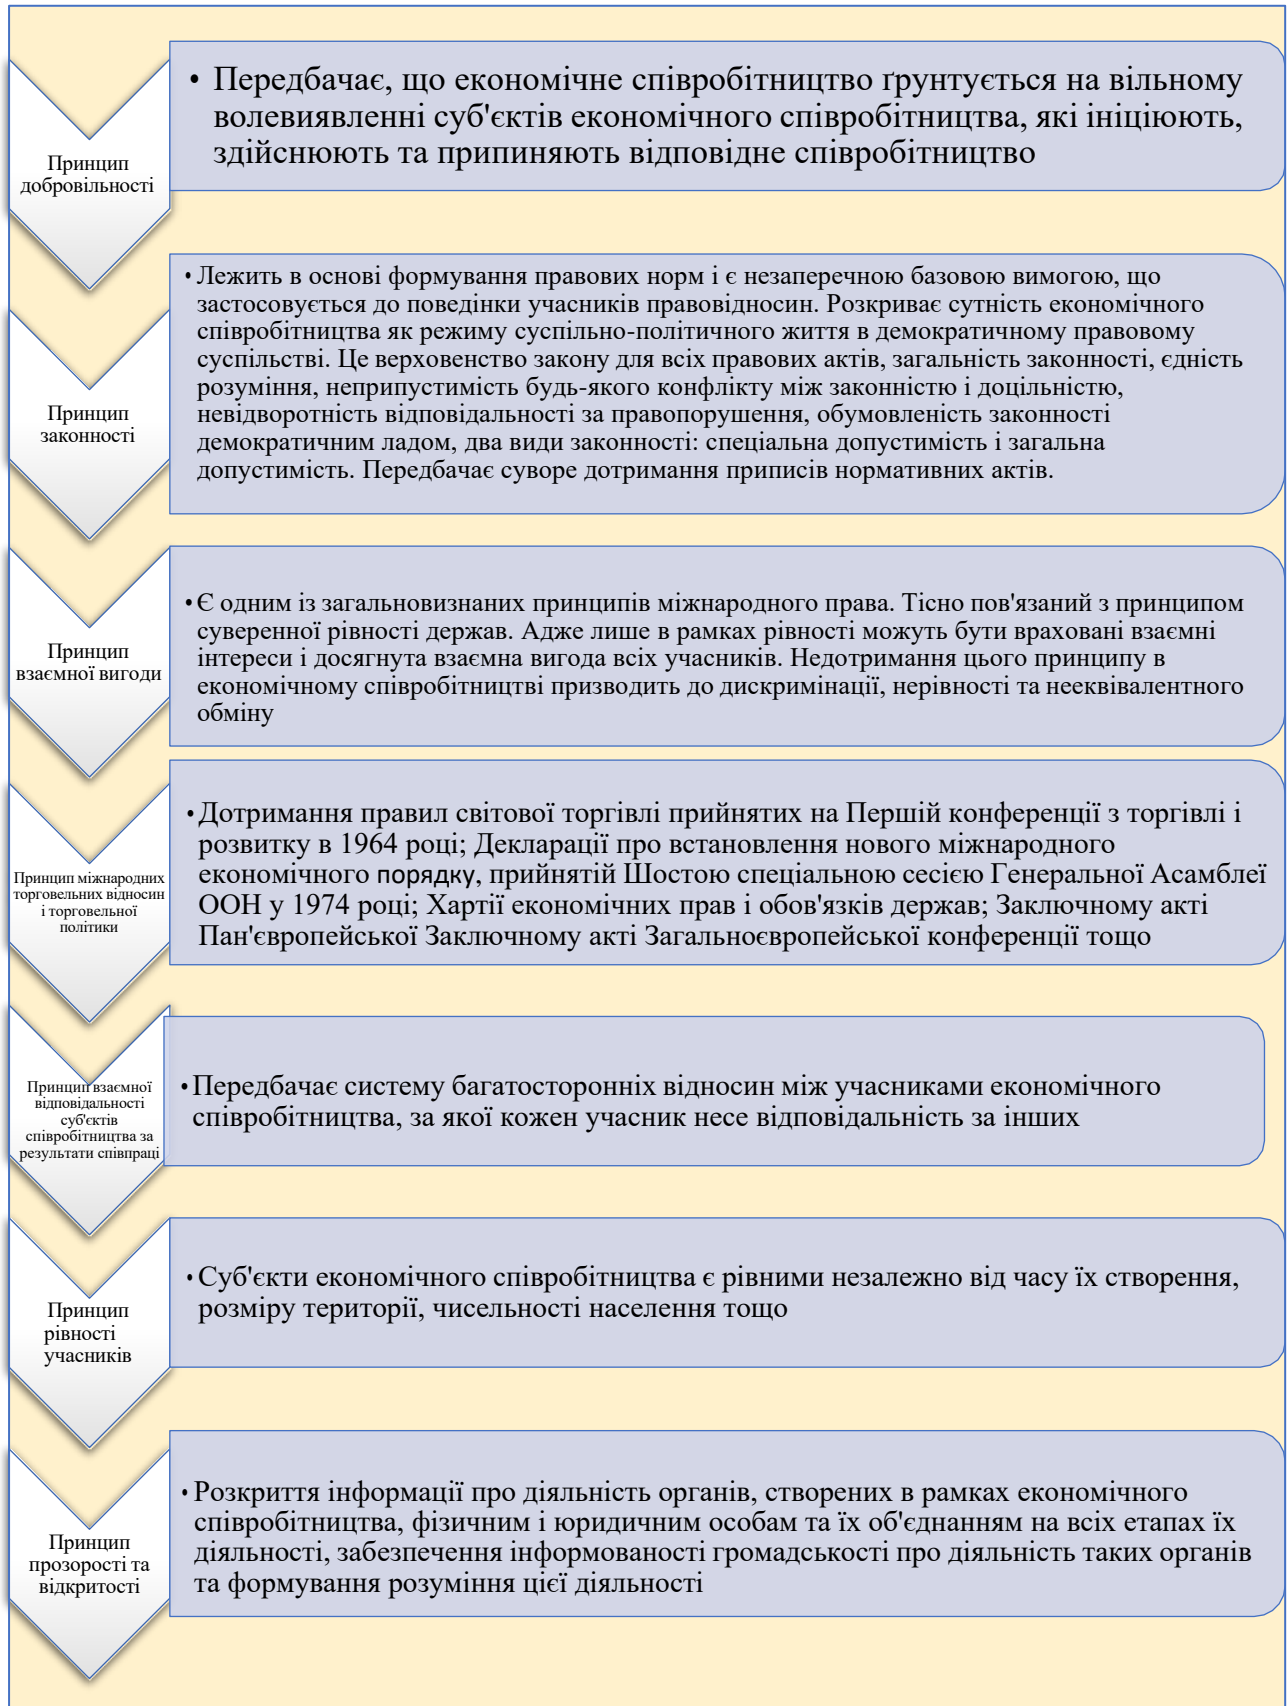 Принцип
добровільності
• Передбачає, що економічне співробітництво ґрунтується на вільному
волевиявленні суб'єктів економічного співробітництва, які ініціюють,
здійснюють та припиняють відповідне співробітництво
Принцип
законності
• Лежить в основі формування правових норм і є незаперечною базовою вимогою, що
застосовується до поведінки учасників правовідносин. Розкриває сутність економічного
співробітництва як режиму суспільно-політичного життя в демократичному правовому
суспільстві. Це верховенство закону для всіх правових актів, загальність законності, єдність
розуміння, неприпустимість будь-якого конфлікту між законністю і доцільністю,
невідворотність відповідальності за правопорушення, обумовленість законності
демократичним ладом, два види законності: спеціальна допустимість і загальна
допустимість. Передбачає суворе дотримання приписів нормативних актів.
Принцип
взаємної вигоди
• Є одним із загальновизнаних принципів міжнародного права. Тісно пов'язаний з принципом
суверенної рівності держав. Адже лише в рамках рівності можуть бути враховані взаємні
інтереси і досягнута взаємна вигода всіх учасників. Недотримання цього принципу в
економічному співробітництві призводить до дискримінації, нерівності та нееквівалентного
обміну
Принцип міжнародних
торговельних відносин
і торговельної
політики
• Дотримання правил світової торгівлі прийнятих на Першій конференції з торгівлі і
розвитку в 1964 році; Декларації про встановлення нового міжнародного
економічного порядку, прийнятій Шостою спеціальною сесією Генеральної Асамблеї
ООН у 1974 році; Хартії економічних прав і обов'язків держав; Заключному акті
Пан'європейської Заключному акті Загальноєвропейської конференції тощо
Принцип взаємної
відповідальності
суб'єктів
співробітництва за
результати співпраці
• Передбачає систему багатосторонніх відносин між учасниками економічного
співробітництва, за якої кожен учасник несе відповідальність за інших
Принцип
рівності
учасників
• Суб'єкти економічного співробітництва є рівними незалежно від часу їх створення,
розміру території, чисельності населення тощо
Принцип
прозорості та
відкритості
• Розкриття інформації про діяльність органів, створених в рамках економічного
співробітництва, фізичним і юридичним особам та їх об'єднанням на всіх етапах їх
діяльності, забезпечення інформованості громадськості про діяльність таких органів
та формування розуміння цієї діяльності